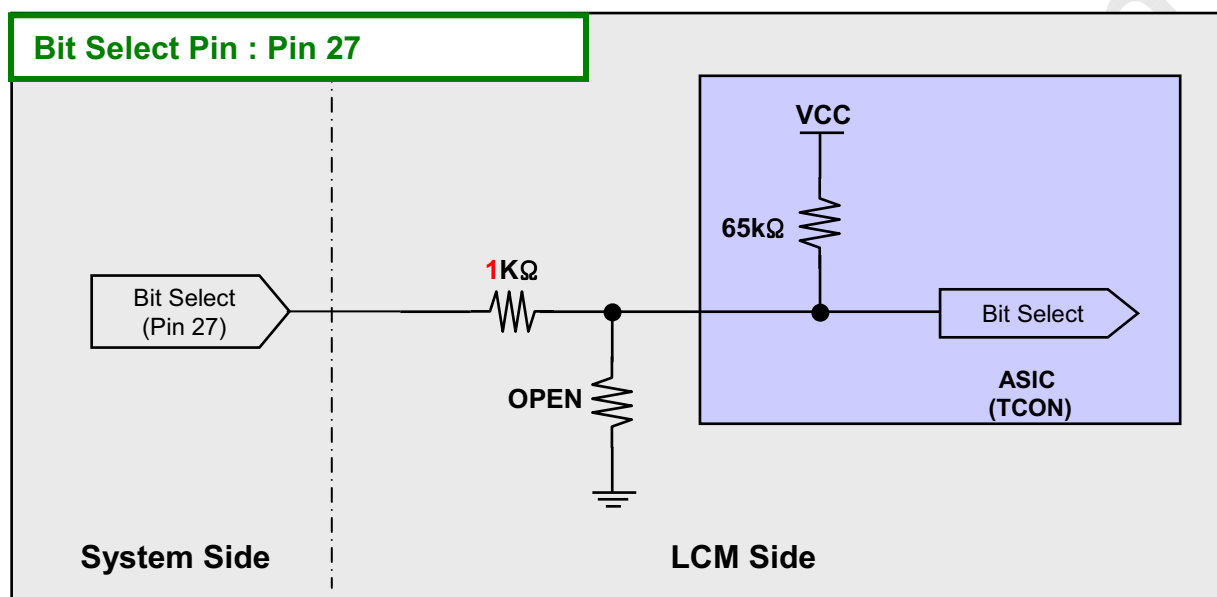 Bit Select Pin : Pin 27
VCC
65kΩ
1KΩ
Bit Select
(Pin 27)
Bit Select
OPEN
ASIC
(TCON)
System Side
LCM Side